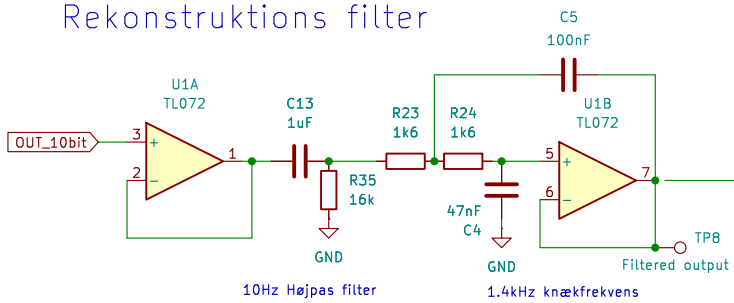 Rekonstruktions filter
C5
100nF
U1A
TL072
C13
1uF
R23
1k6
R24
1k6
U1B
TL072
OUT_10bit
3
+
1
2
-
R35
16k
GND
47nF
C4
GND
5
+
7
6
-
TP8
Filtered output
10Hz Højpas filter
1.4kHz knækfrekvens